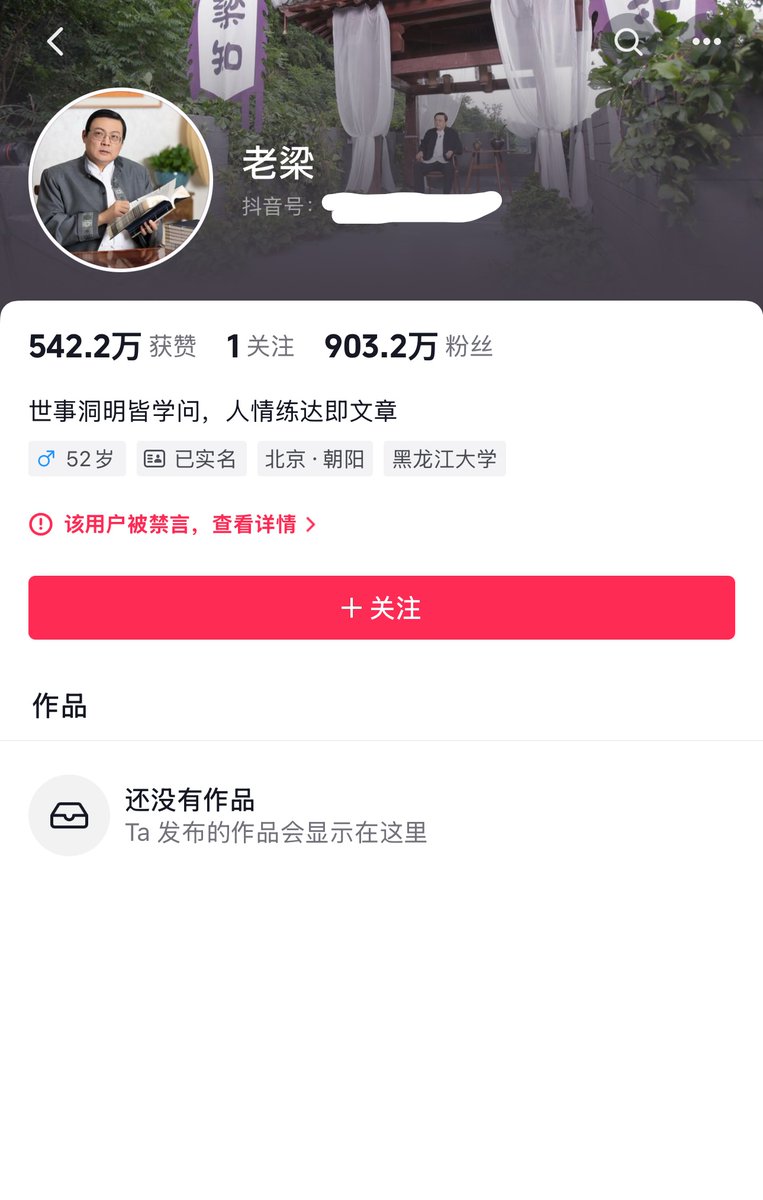 梁知
老梁
抖音号：
542.2万 获赞 1 关注 903.2万 粉丝
世事洞明皆学问，人情练达即文章
52岁 已实名 北京·朝阳 黑龙江大学
该用户被禁言，查看详情
关注
作品
还没有作品
Ta 发布的作品会显示在这里